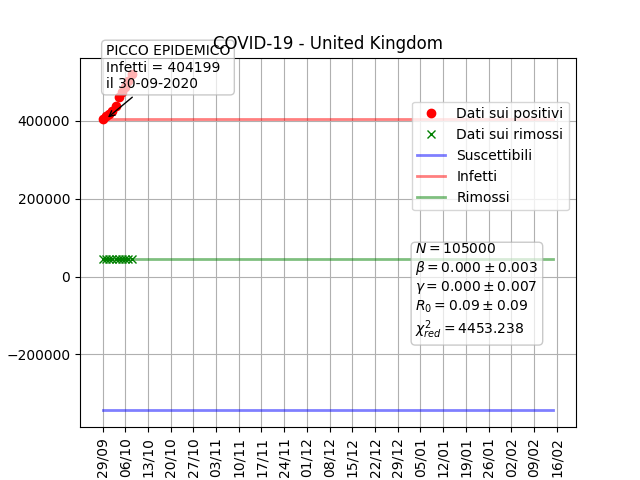 COVID-19 - United Kingdom
PICCO EPIDEMICO
Infetti = 404199
il 30-09-2020
400000
200000
0
−200000
Dati sui positivi
Dati sui rimossi
Suscettibili
Infetti
Rimossi
N = 105000
β = 0.000 ± 0.003
γ = 0.000 ± 0.007
R₀ = 0.09 ± 0.09
χ²red = 4453.238
29/09
06/10
13/10
20/10
27/10
03/11
10/11
17/11
24/11
01/12
08/12
15/12
22/12
29/12
05/01
12/01
19/01
26/01
02/02
09/02
16/02